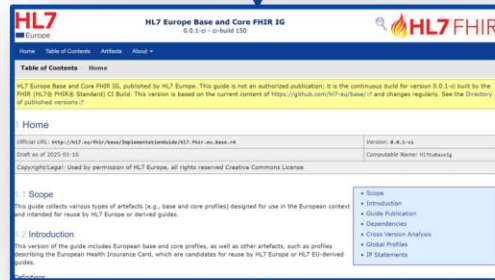 HL7
Europe
HL7 Europe Base and Core FHIR IG
0.0.1-ci - ci-build 150
HL7 FHIR
Home Table of Contents Artifacts About
Table of Contents Home
HL7 Europe Base and Core FHIR IG, published by HL7 Europe. This guide is not an authorized publication; it is the continuous build for version 0.0.1-ci built by the
FHIR (HL7® FHIR® Standard) CI Build. This version is based on the current content of https://github.com/hl7-eu/base/ and changes regularly. See the Directory
of published versions
1 Home
Official URL: http://hl7.eu/fhir/base/ImplementationGuide/hl7.fhir.eu.base.r4 Version: 0.0.1-ci
Draft as of 2025-01-16 Computable Name: Hl7EuBaseIg
Copyright/Legal: Used by permission of HL7 Europe, all rights reserved Creative Commons License
1.1 Scope
This guide collects various types of artefacts (e.g., base and core profiles) designed for use in the European context
and intended for reuse by HL7 Europe or derived guides.
1.2 Introduction
This version of the guide includes European base and core profiles, as well as other artefacts, such as profiles
describing the European Health Insurance Card, which are candidates for reuse by HL7 Europe or HL7 EU-derived
guides.
Definitions:
• Scope
• Introduction
• Guide Publication
• Dependencies
• Cross Version Analysis
• Global Profiles
• IP Statements